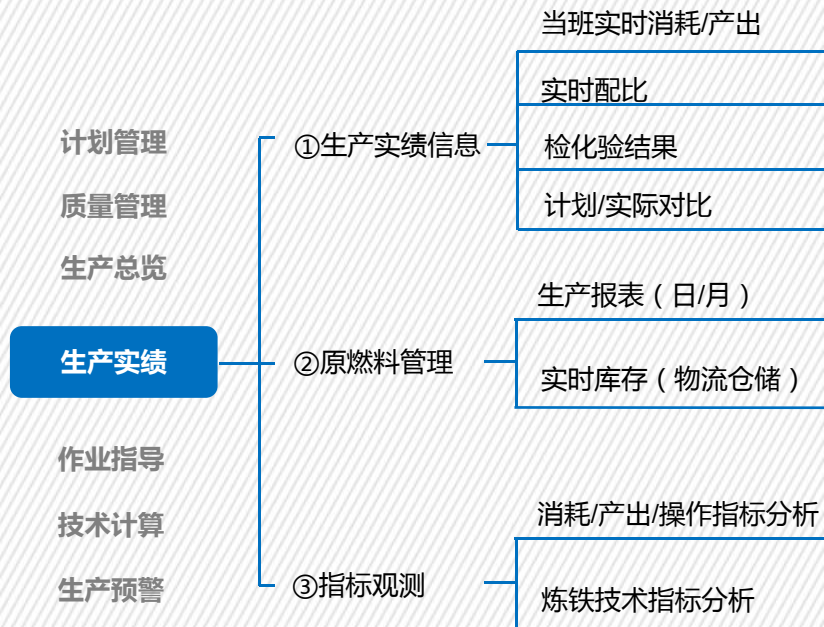 计划管理
质量管理
生产总览
生产实绩
作业指导
技术计算
生产预警
①生产实绩信息
当班实时消耗/产出
实时配比
检化验结果
计划/实际对比
②原燃料管理
生产报表（日/月）
实时库存（物流仓储）
③指标观测
消耗/产出/操作指标分析
炼铁技术指标分析